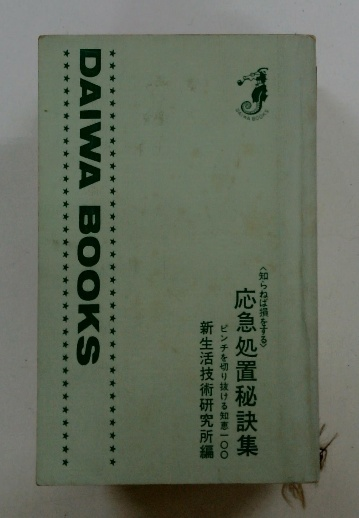 DAIWA BOOKS
DAIWA BOOKS
〈知らねば損をする〉
応急処置秘訣集
ピンチを切り抜ける知恵一〇〇
新生活技術研究所編